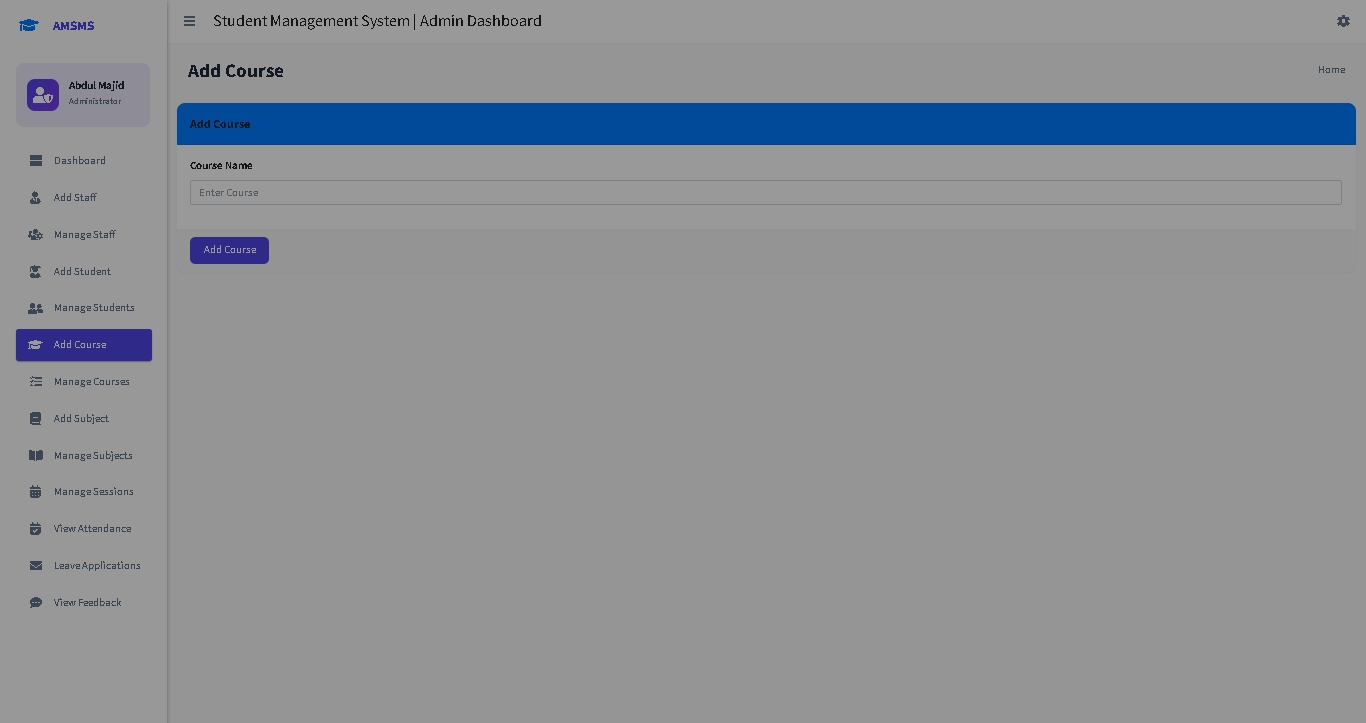 AMSMS
Student Management System | Admin Dashboard
Abdul Majid
Administrator
Dashboard
Add Staff
Manage Staff
Add Student
Manage Students
Add Course
Manage Courses
Add Subject
Manage Subjects
Manage Sessions
View Attendance
Leave Applications
View Feedback
Add Course
Home
Add Course
Course Name
Enter Course
Add Course